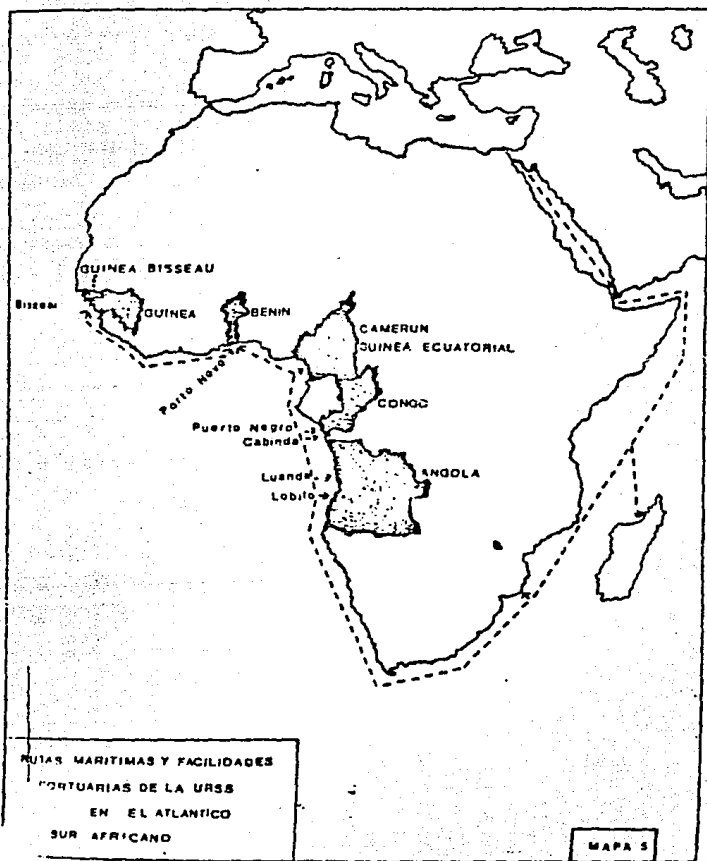 GUINEA BISSEAU
Bissau
GUINEA
BENIN
Porto Novo
CAMERUN
GUINEA ECUATORIAL
CONGO
Puerto Negro
Cabinda
Luanda
Lobito
ANGOLA
RUTAS MARITIMAS Y FACILIDADES
PORTUARIAS DE LA URSS
EN EL ATLANTICO
SUR AFRICANO
MAPA 5